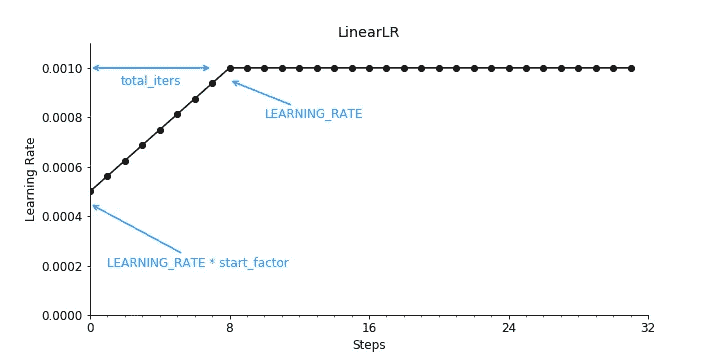 LinearLR
0.0010
total_iters
0.0008
LEARNING_RATE
0.0006
Learning Rate
0.0004
LEARNING_RATE * start_factor
0.0002
0.0000
0 8 16 24 32
Steps